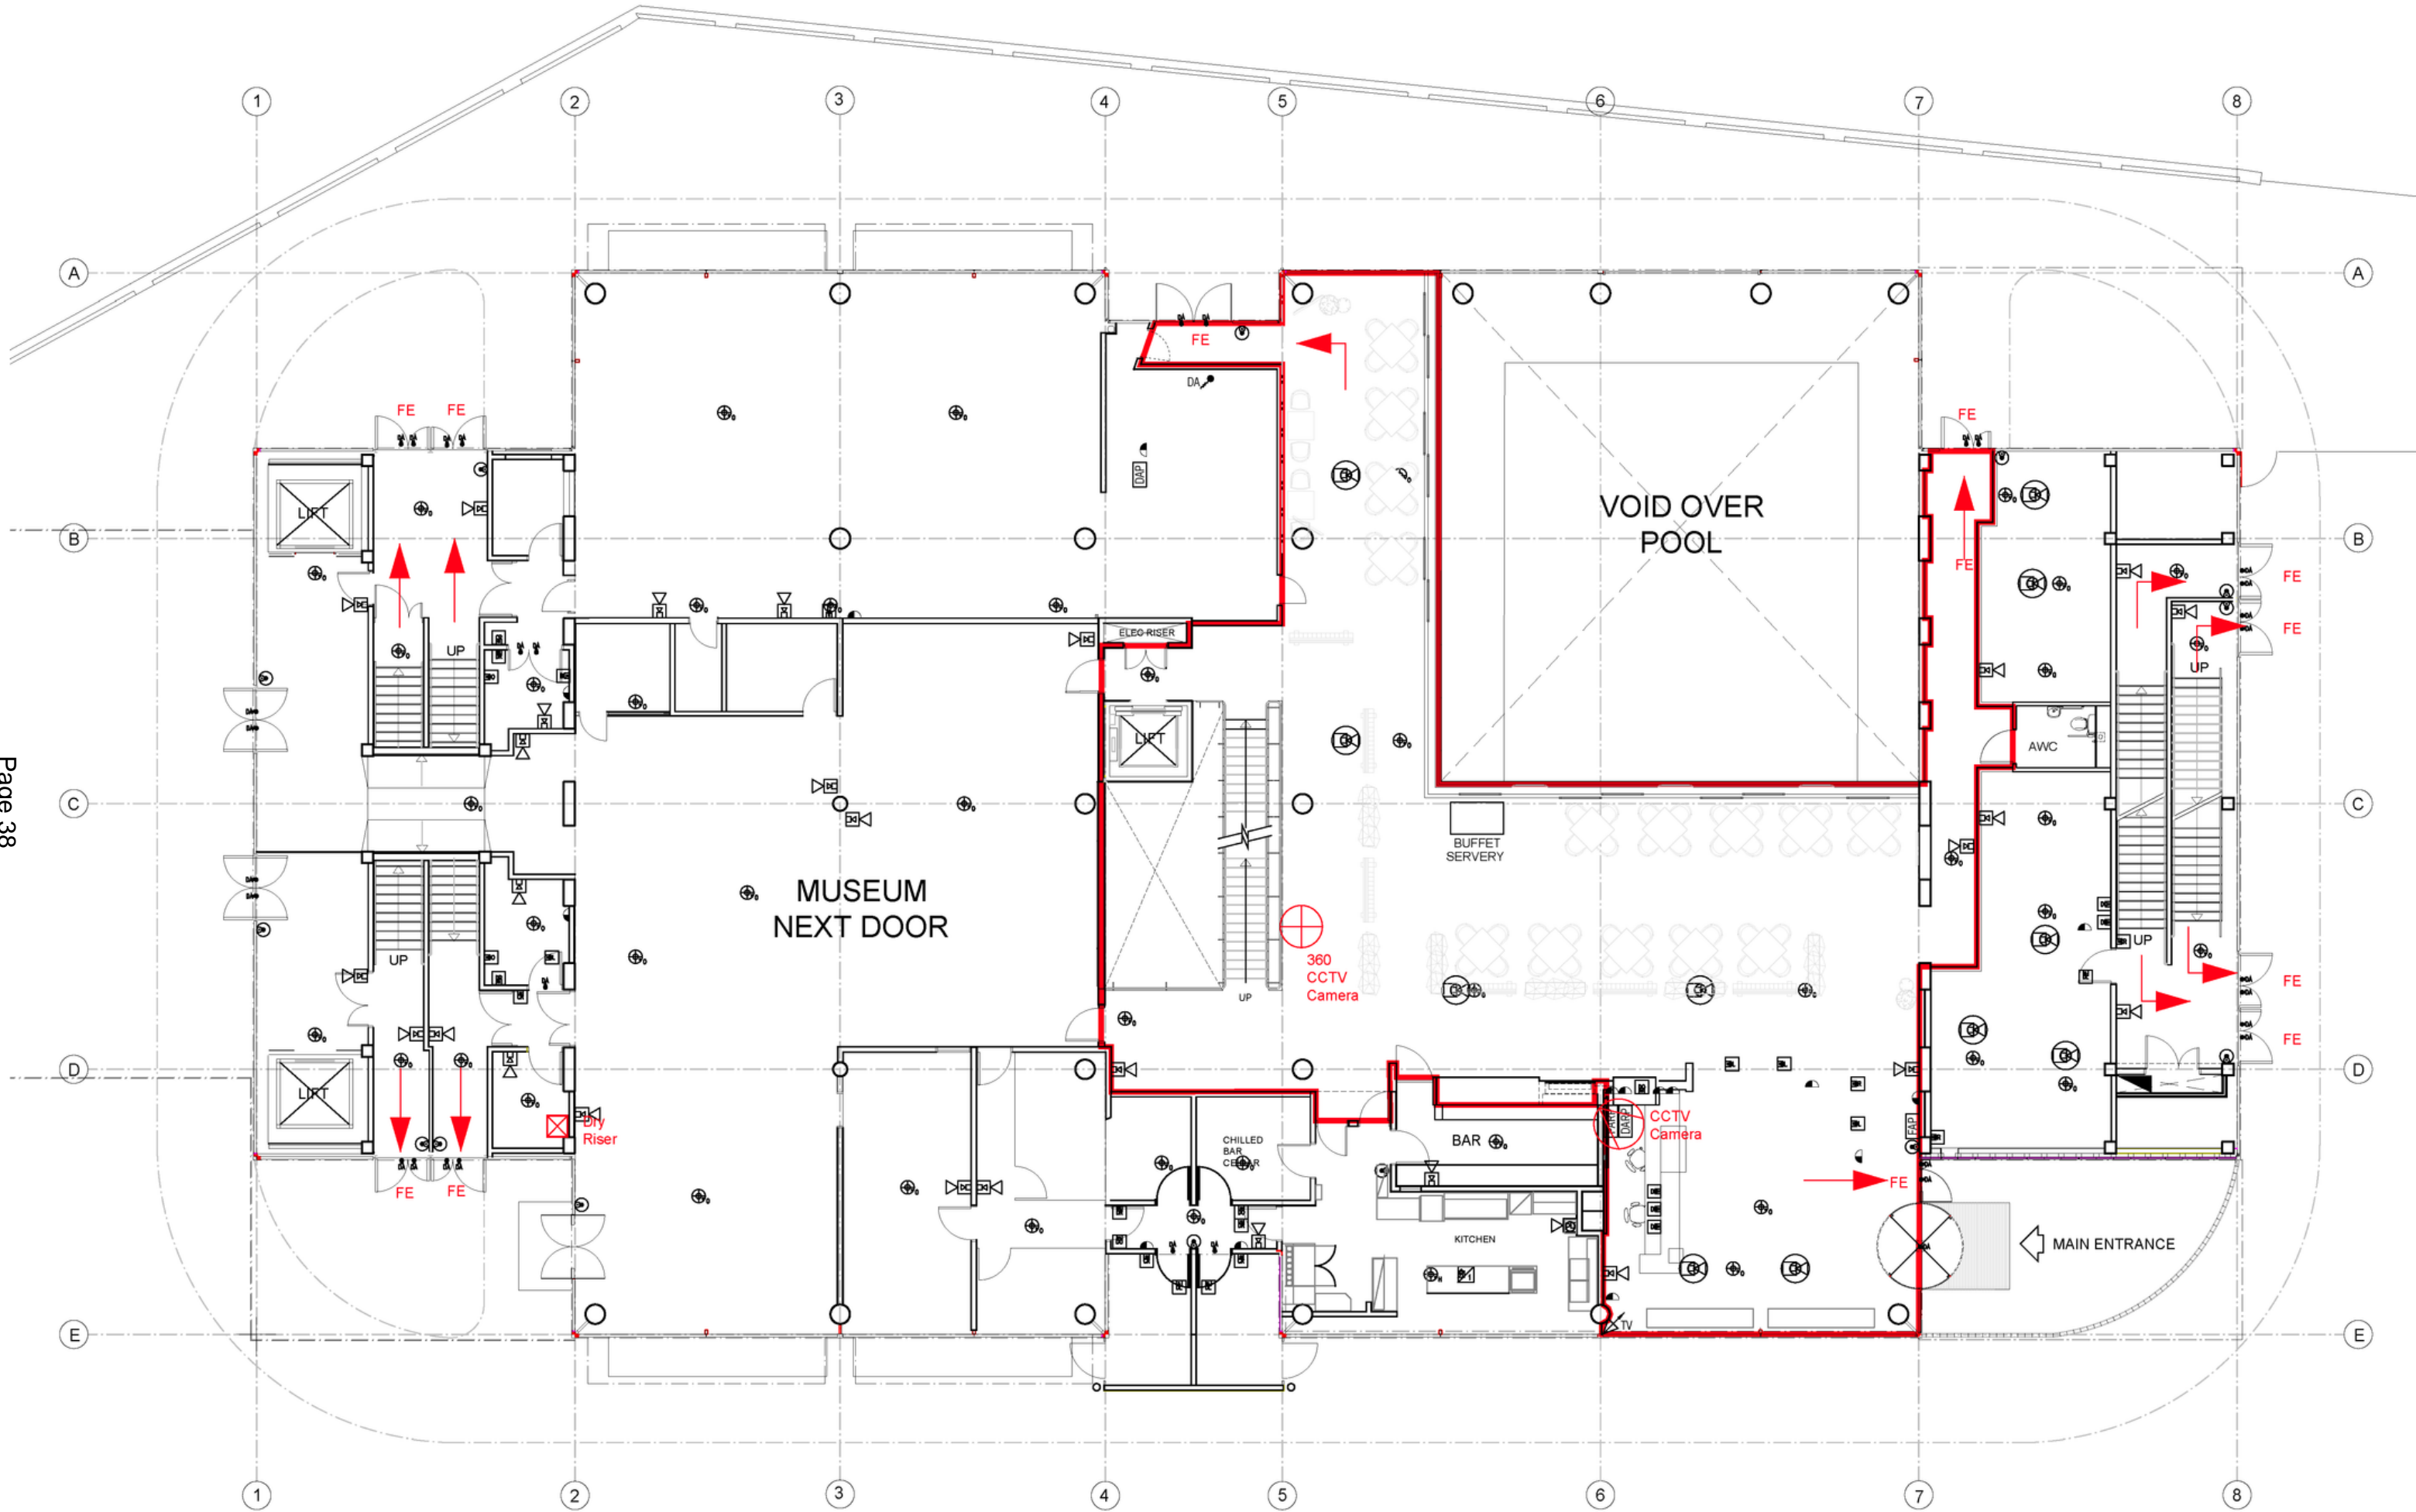 1 2 3 4 5 6 7 8
A A
FE
DA
FE FE
FE
LIFT
DAP
VOID OVER
POOL
B B
FE
FE
ELEC RISER
FE
UP
UP
LIFT
AWC
Page 38
C C
BUFFET
SERVERY
MUSEUM
NEXT DOOR
360
CCTV
Camera
UP
UP
UP
FE
FE
D D
LIFT
Dry
Riser
CHILLED
BAR
CELLAR
BAR
DARP
CCTV
Camera
FAP
FE FE
FE
KITCHEN
MAIN ENTRANCE
TV
E E
1 2 3 4 5 6 7 8